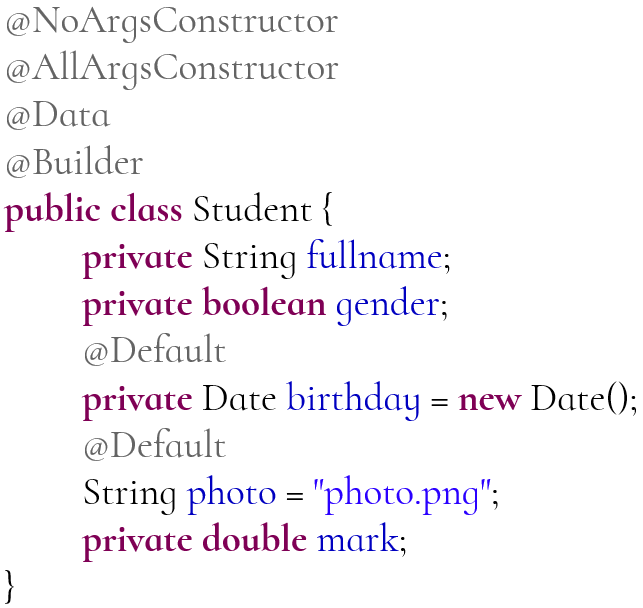 @NoArgsConstructor
@AllArgsConstructor
@Data
@Builder
public class Student {
private String fullname;
private boolean gender;
@Default
private Date birthday = new Date();
@Default
String photo = "photo.png";
private double mark;
}